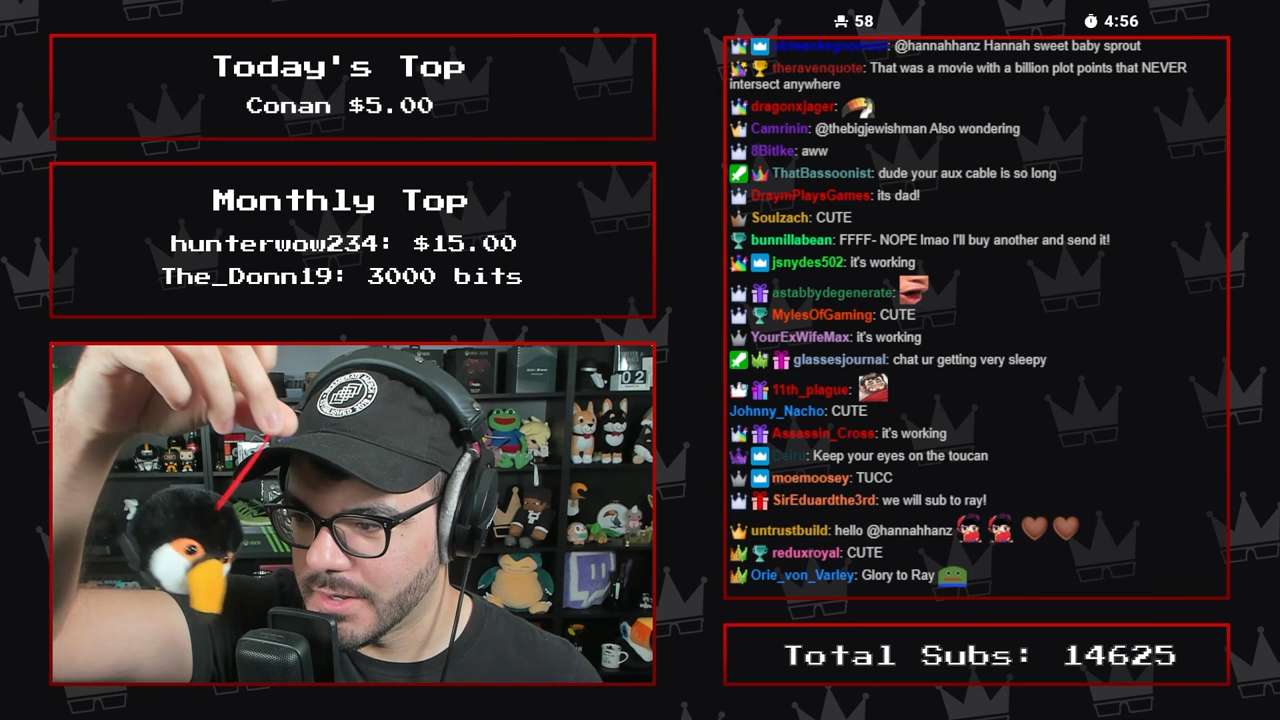 58
4:56
Today's Top
Conan $5.00
Monthly Top
hunterwow234: $15.00
The_Donn19: 3000 bits
: @hannahhanz Hannah sweet baby sprout
theravenquote: That was a movie with a billion plot points that NEVER
intersect anywhere
dragonxjager:
Camrinin: @thebigjewishman Also wondering
8BitIke: aww
ThatBassoonist: dude your aux cable is so long
DraymPlaysGames: its dad!
Soulzach: CUTE
bunnillabean: FFFF- NOPE lmao I'll buy another and send it!
jsnydes502: it's working
astabbydegenerate:
MylesOfGaming: CUTE
YourExWifeMax: it's working
glassesjournal: chat ur getting very sleepy
11th_plague:
Johnny_Nacho: CUTE
Assassin_Cross: it's working
Deiru: Keep your eyes on the toucan
moemoosey: TUCC
SirEduardthe3rd: we will sub to ray!
untrustbuild: hello @hannahhanz
reduxroyal: CUTE
Orie_von_Varley: Glory to Ray
Total Subs: 14625